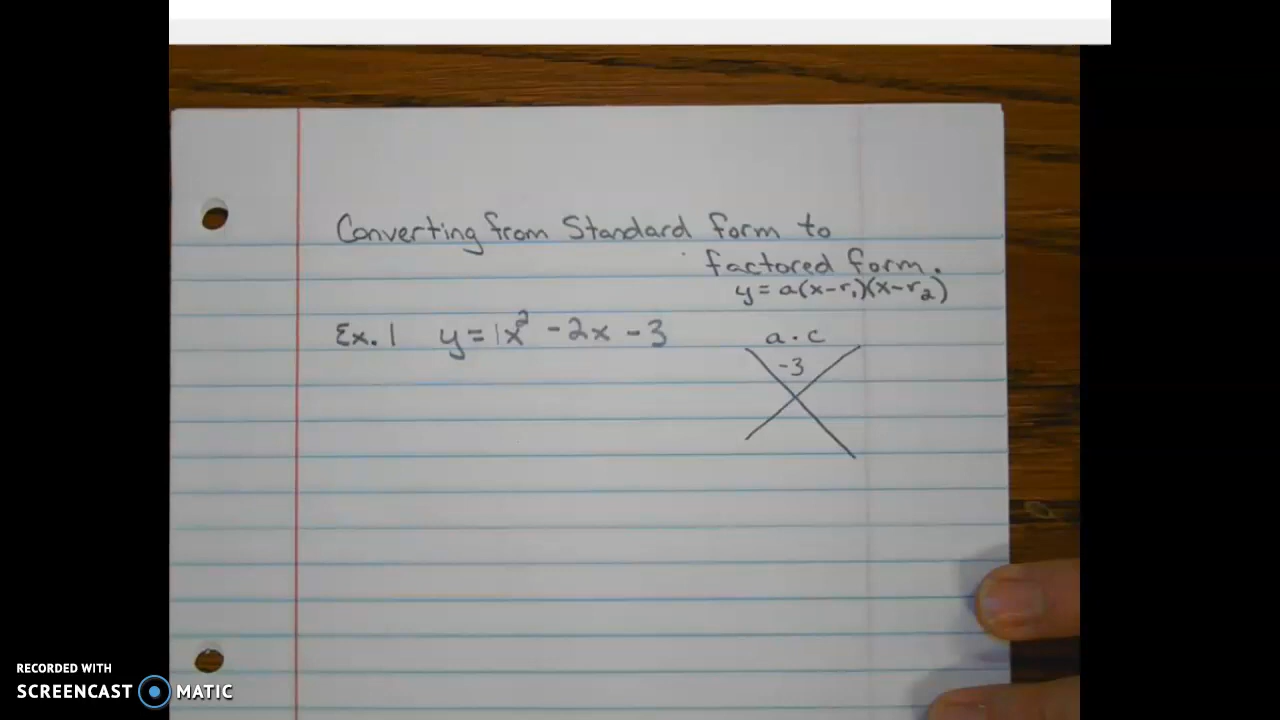 Converting from Standard form to
factored form.
y = a(x-r₁)(x-r₂)
Ex. 1 y = 1x² - 2x - 3
a · c
-3
RECORDED WITH
SCREENCAST MATIC